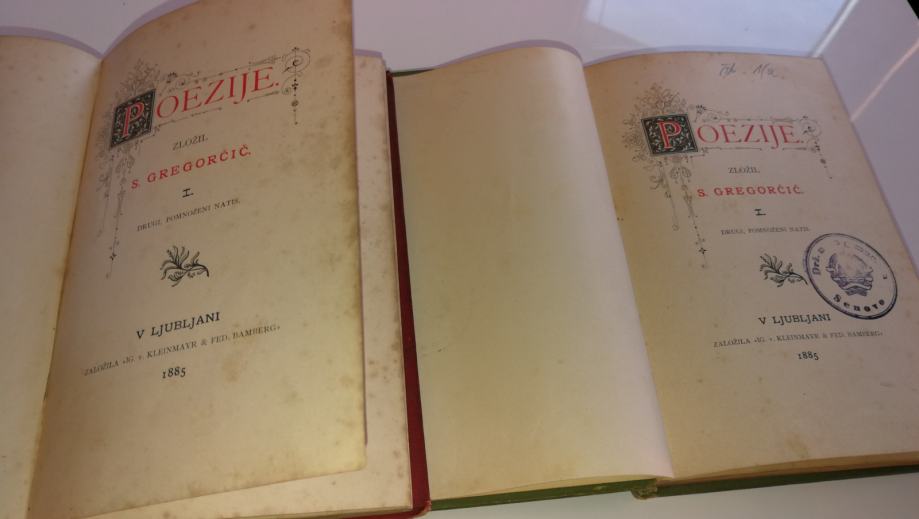 POEZIJE.
ZLOŽIL
S. GREGORČIČ.
I.
DRUGI, POMNOŽENI NATIS.
V LJUBLJANI
ZALOŽILA »IG. v. KLEINMAYR & FED. BAMBERG«
1885
POEZIJE.
ZLOŽIL
S. GREGORČIČ.
I.
DRUGI, POMNOŽENI NATIS.
Senovo
V LJUBLJANI
ZALOŽILA »IG. v. KLEINMAYR & FED. BAMBERG«
1885